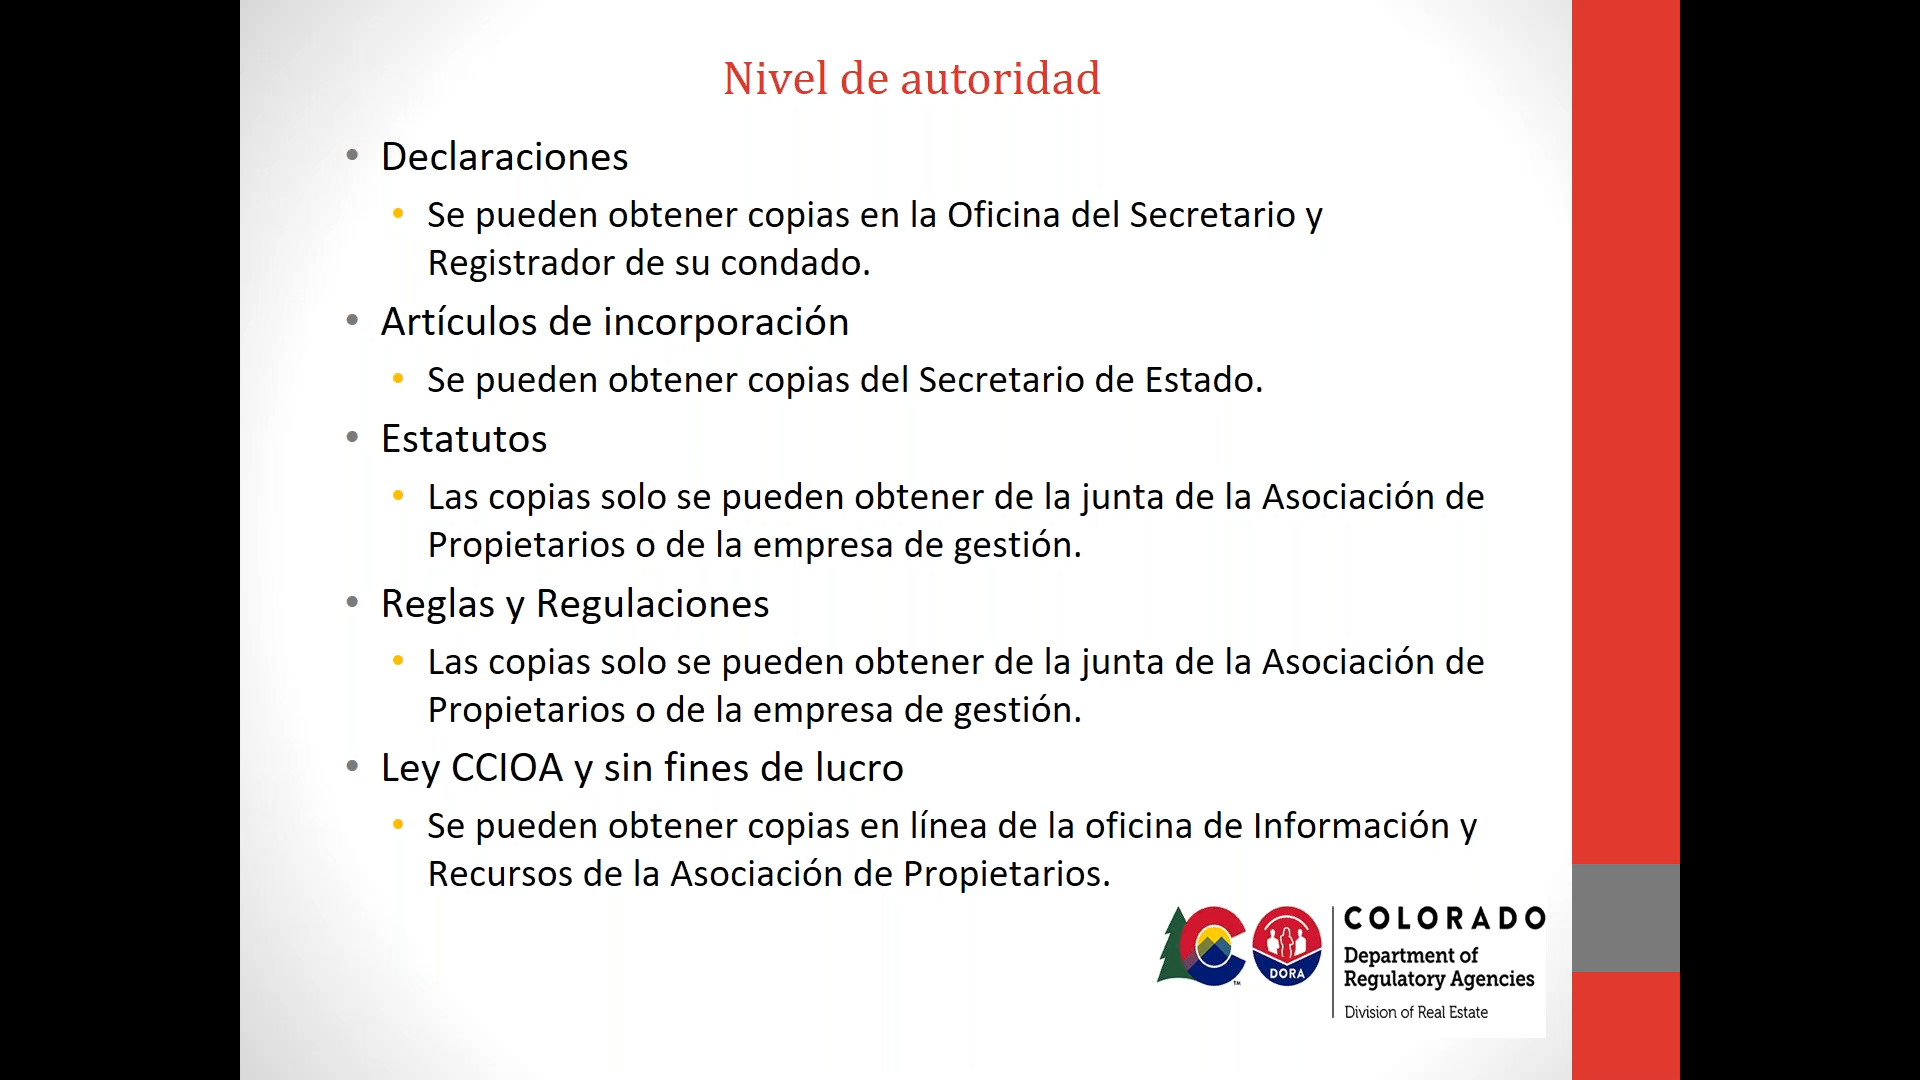 Nivel de autoridad
• Declaraciones
• Se pueden obtener copias en la Oficina del Secretario y
Registrador de su condado.
• Artículos de incorporación
• Se pueden obtener copias del Secretario de Estado.
• Estatutos
• Las copias solo se pueden obtener de la junta de la Asociación de
Propietarios o de la empresa de gestión.
• Reglas y Regulaciones
• Las copias solo se pueden obtener de la junta de la Asociación de
Propietarios o de la empresa de gestión.
• Ley CCIOA y sin fines de lucro
• Se pueden obtener copias en línea de la oficina de Información y
Recursos de la Asociación de Propietarios.
TM
DORA
COLORADO
Department of
Regulatory Agencies
Division of Real Estate